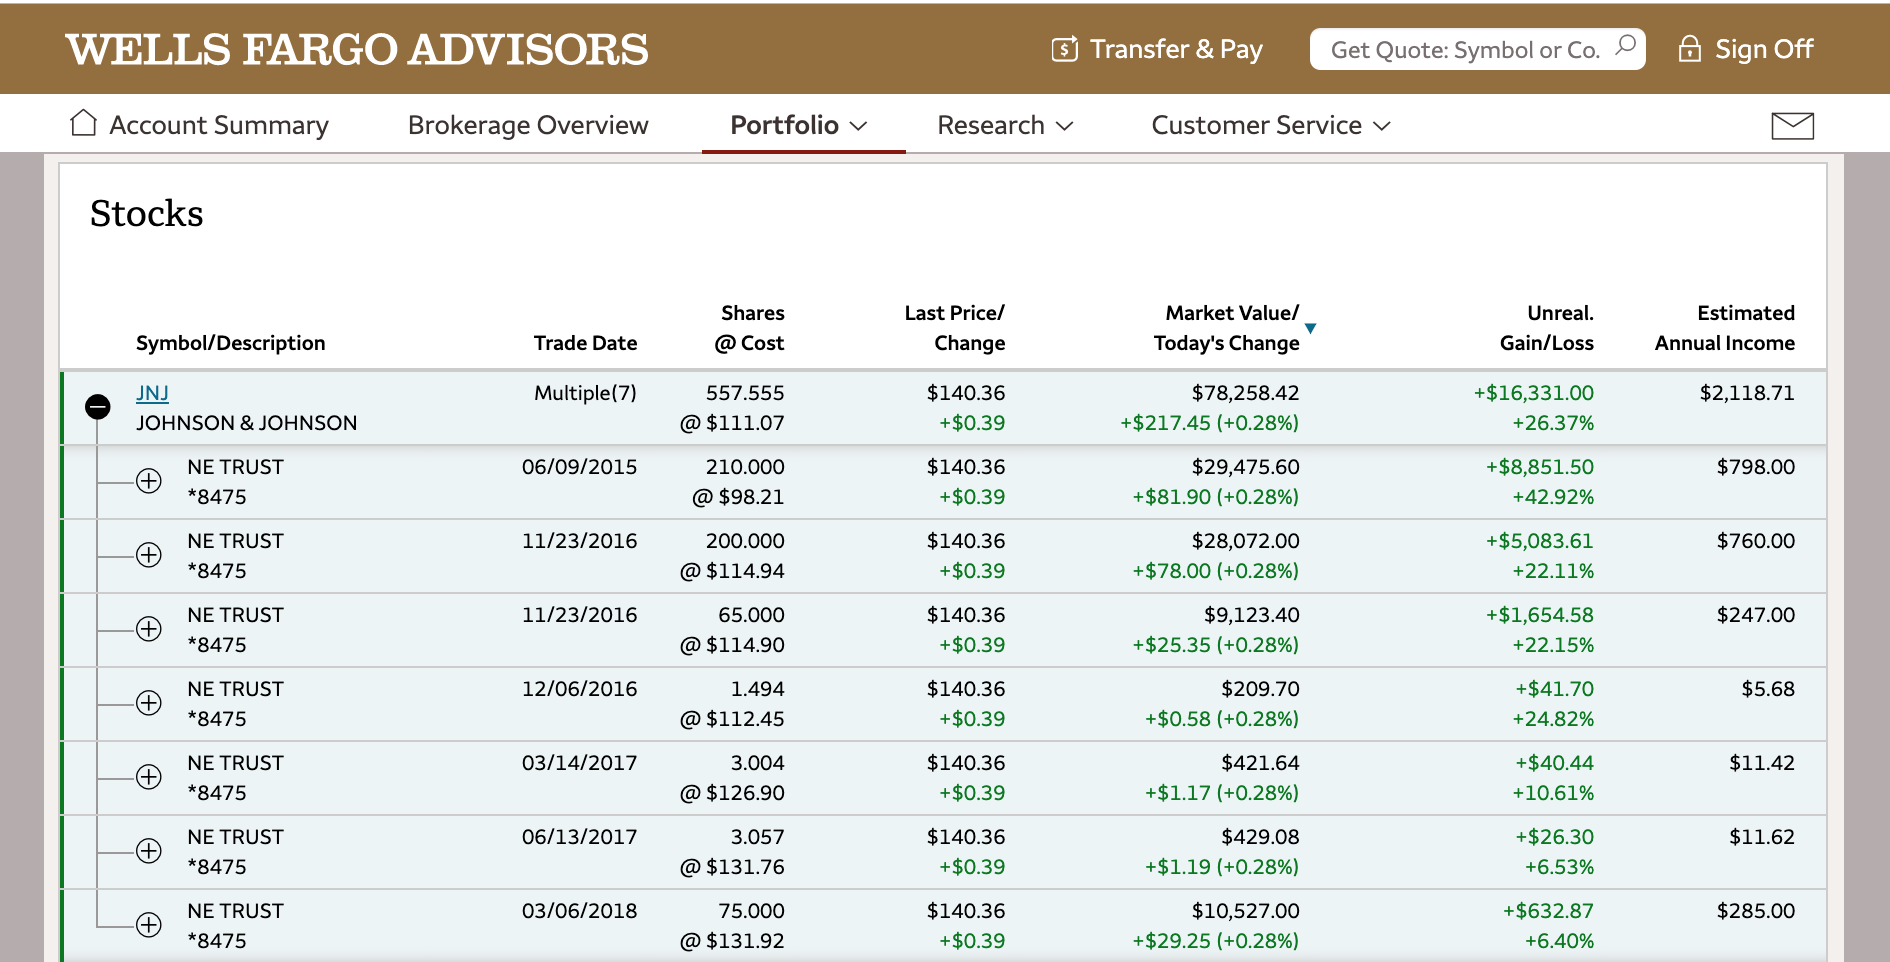 WELLS FARGO ADVISORS
Transfer & Pay
Get Quote: Symbol or Co.
Sign Off
Account Summary
Brokerage Overview
Portfolio
Research
Customer Service
Stocks
Symbol/Description Trade Date Shares @ Cost Last Price/ Change Market Value/ Today's Change Unreal. Gain/Loss Estimated Annual Income
JNJ Multiple(7) 557.555 $140.36 $78,258.42 +$16,331.00 $2,118.71
JOHNSON & JOHNSON @ $111.07 +$0.39 +$217.45 (+0.28%) +26.37%
NE TRUST 06/09/2015 210.000 $140.36 $29,475.60 +$8,851.50 $798.00
*8475 @ $98.21 +$0.39 +$81.90 (+0.28%) +42.92%
NE TRUST 11/23/2016 200.000 $140.36 $28,072.00 +$5,083.61 $760.00
*8475 @ $114.94 +$0.39 +$78.00 (+0.28%) +22.11%
NE TRUST 11/23/2016 65.000 $140.36 $9,123.40 +$1,654.58 $247.00
*8475 @ $114.90 +$0.39 +$25.35 (+0.28%) +22.15%
NE TRUST 12/06/2016 1.494 $140.36 $209.70 +$41.70 $5.68
*8475 @ $112.45 +$0.39 +$0.58 (+0.28%) +24.82%
NE TRUST 03/14/2017 3.004 $140.36 $421.64 +$40.44 $11.42
*8475 @ $126.90 +$0.39 +$1.17 (+0.28%) +10.61%
NE TRUST 06/13/2017 3.057 $140.36 $429.08 +$26.30 $11.62
*8475 @ $131.76 +$0.39 +$1.19 (+0.28%) +6.53%
NE TRUST 03/06/2018 75.000 $140.36 $10,527.00 +$632.87 $285.00
*8475 @ $131.92 +$0.39 +$29.25 (+0.28%) +6.40%